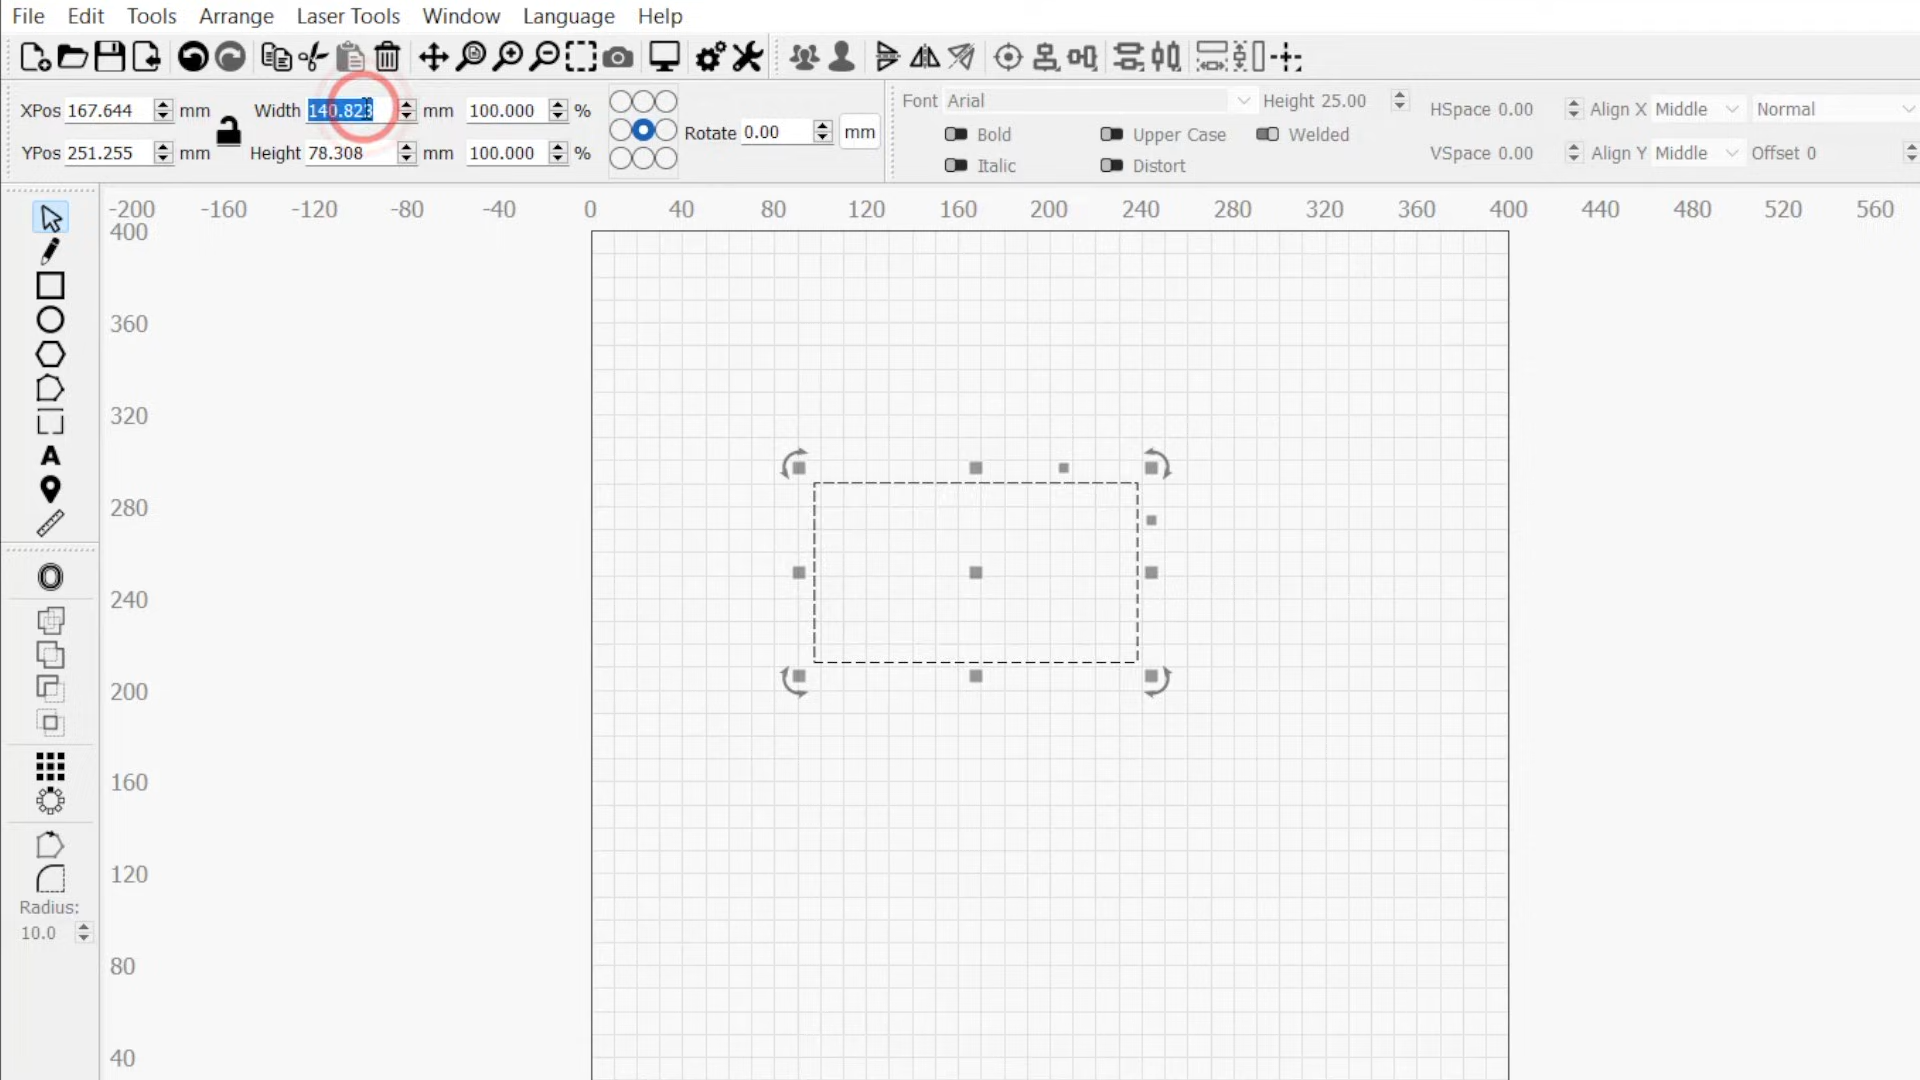 File Edit Tools Arrange Laser Tools Window Language Help
XPos 167.644 mm Width 140.823 mm 100.000 %
YPos 251.255 mm Height 78.308 mm 100.000 %
Rotate 0.00 mm
Font Arial Height 25.00
Bold Upper Case Welded
Italic Distort
HSpace 0.00 Align X Middle Normal
VSpace 0.00 Align Y Middle Offset 0
-200 -160 -120 -80 -40 0 40 80 120 160 200 240 280 320 360 400 440 480 520 560
400
360
320
280
240
200
160
120
80
40
A
Radius:
10.0